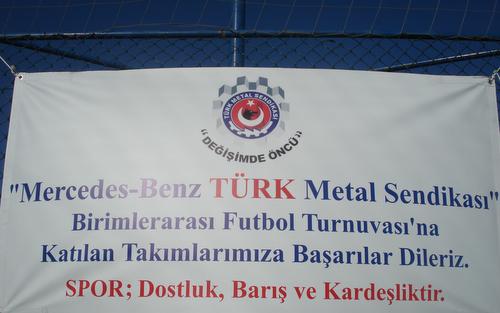 TÜRK METAL SENDİKASI
"DEĞİŞİMDE ÖNCÜ"
"Mercedes-Benz TÜRK Metal Sendikası"
Birimlerarası Futbol Turnuvası'na
Katılan Takımlarımıza Başarılar Dileriz.
SPOR; Dostluk, Barış ve Kardeşliktir.